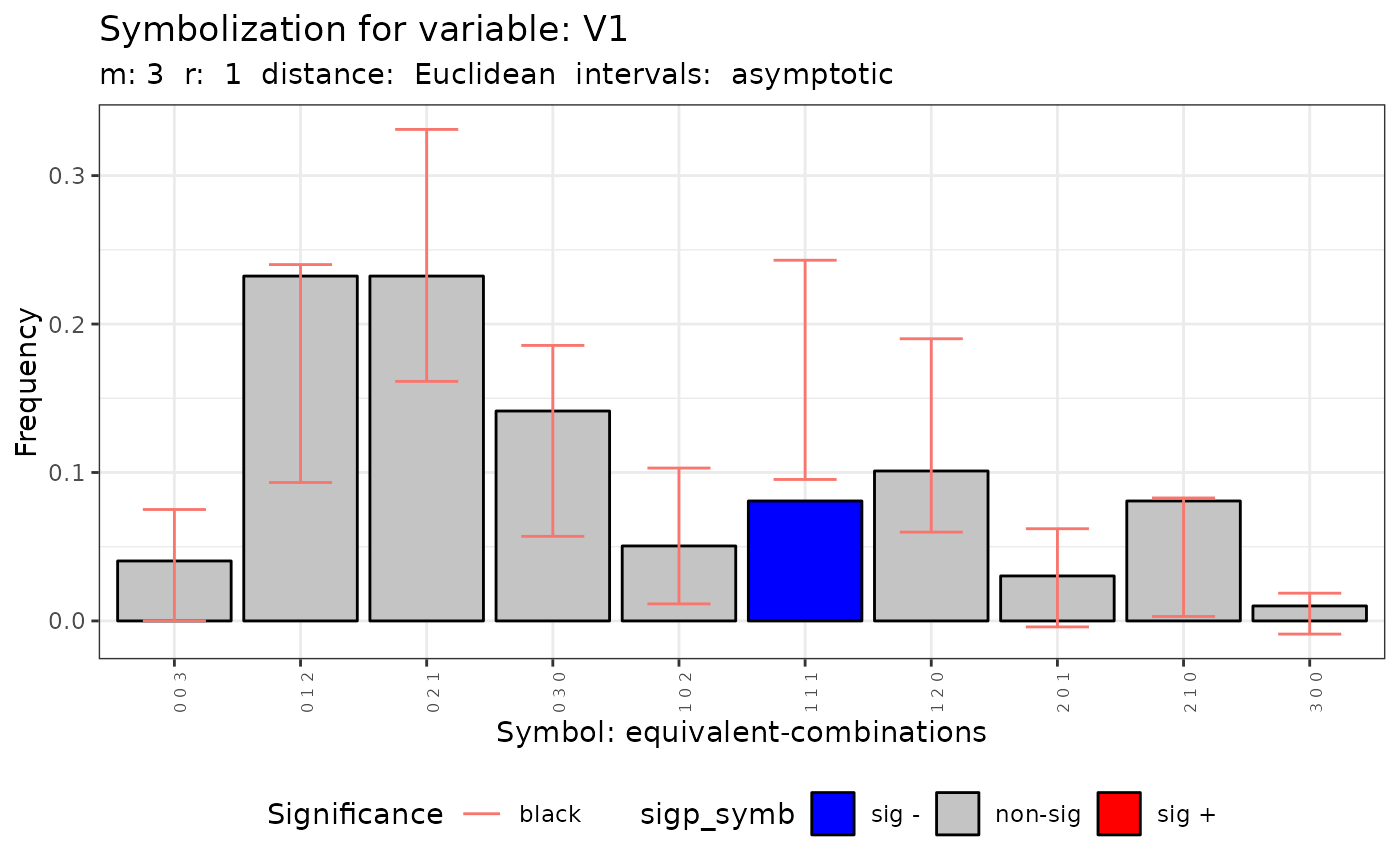 Symbolization for variable: V1
m: 3 r: 1 distance: Euclidean intervals: asymptotic
Frequency
0.3
0.2
0.1
0.0
0 0 3
0 1 2
0 2 1
0 3 0
1 0 2
1 1 1
1 2 0
2 0 1
2 1 0
3 0 0
Symbol: equivalent-combinations
Significance black sigp_symb sig - non-sig sig +